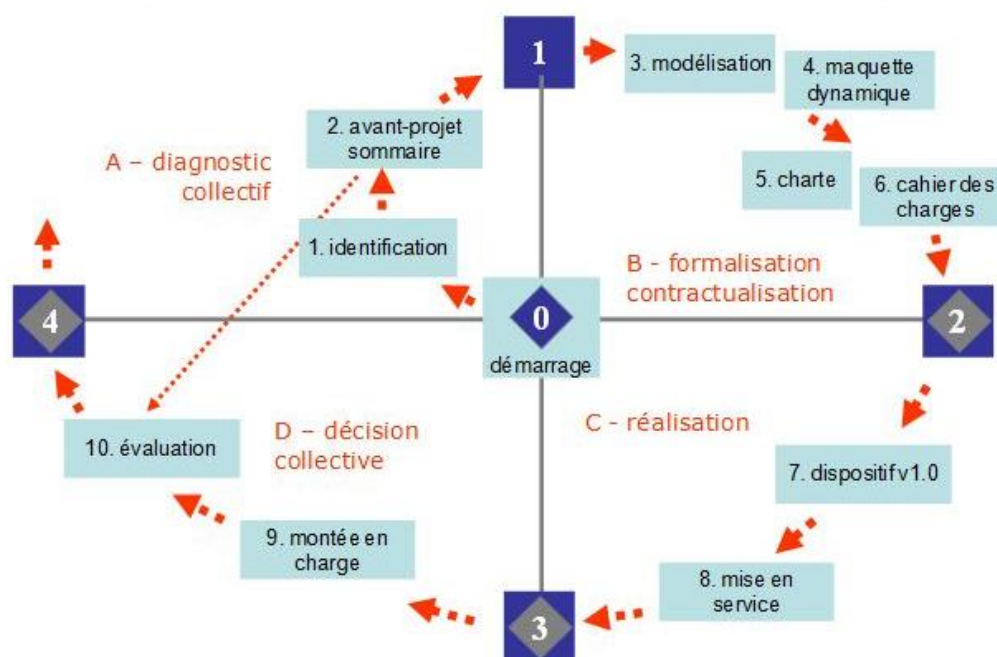 1
3. modélisation
4. maquette
dynamique
2. avant-projet
sommaire
A – diagnostic
collectif
5. charte
6. cahier des
charges
1. identification
B - formalisation
contractualisation
4
0
2
démarrage
C - réalisation
D – décision
collective
10. évaluation
7. dispositif v1.0
9. montée en
charge
8. mise en
service
3